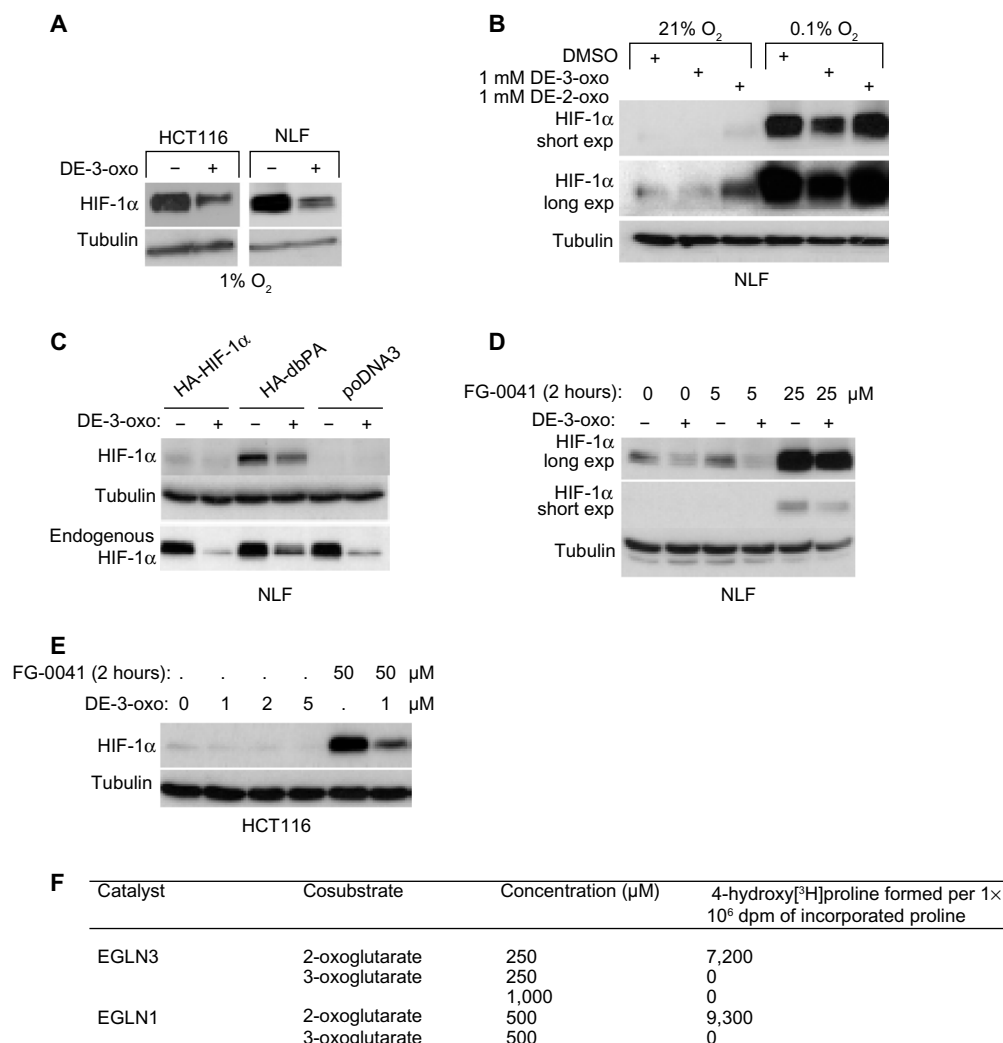 A
HCT116 NLF
DE-3-oxo – + – +
HIF-1α
Tubulin
1% O₂
B
21% O₂ 0.1% O₂
DMSO + +
1 mM DE-3-oxo + +
1 mM DE-2-oxo + +
HIF-1α
short exp
HIF-1α
long exp
Tubulin
NLF
C
HA-HIF-1α HA-dbPA poDNA3
DE-3-oxo: – + – + – +
HIF-1α
Tubulin
Endogenous
HIF-1α
NLF
D
FG-0041 (2 hours): 0 0 5 5 25 25 μM
DE-3-oxo: – + – + – +
HIF-1α
long exp
HIF-1α
short exp
Tubulin
NLF
E
FG-0041 (2 hours): . . . . 50 50 μM
DE-3-oxo: 0 1 2 5 . 1 μM
HIF-1α
Tubulin
HCT116
F
Catalyst Cosubstrate Concentration (μM) 4-hydroxy[³H]proline formed per 1×
10⁶ dpm of incorporated proline
EGLN3 2-oxoglutarate 250 7,200
3-oxoglutarate 250 0
1,000 0
EGLN1 2-oxoglutarate 500 9,300
3-oxoglutarate 500 0